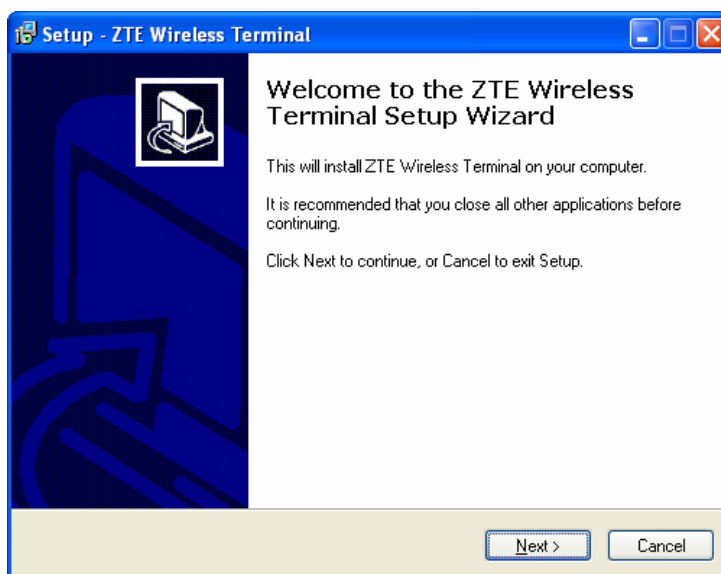 Setup - ZTE Wireless Terminal
Welcome to the ZTE Wireless
Terminal Setup Wizard
This will install ZTE Wireless Terminal on your computer.
It is recommended that you close all other applications before
continuing.
Click Next to continue, or Cancel to exit Setup.
Next >
Cancel